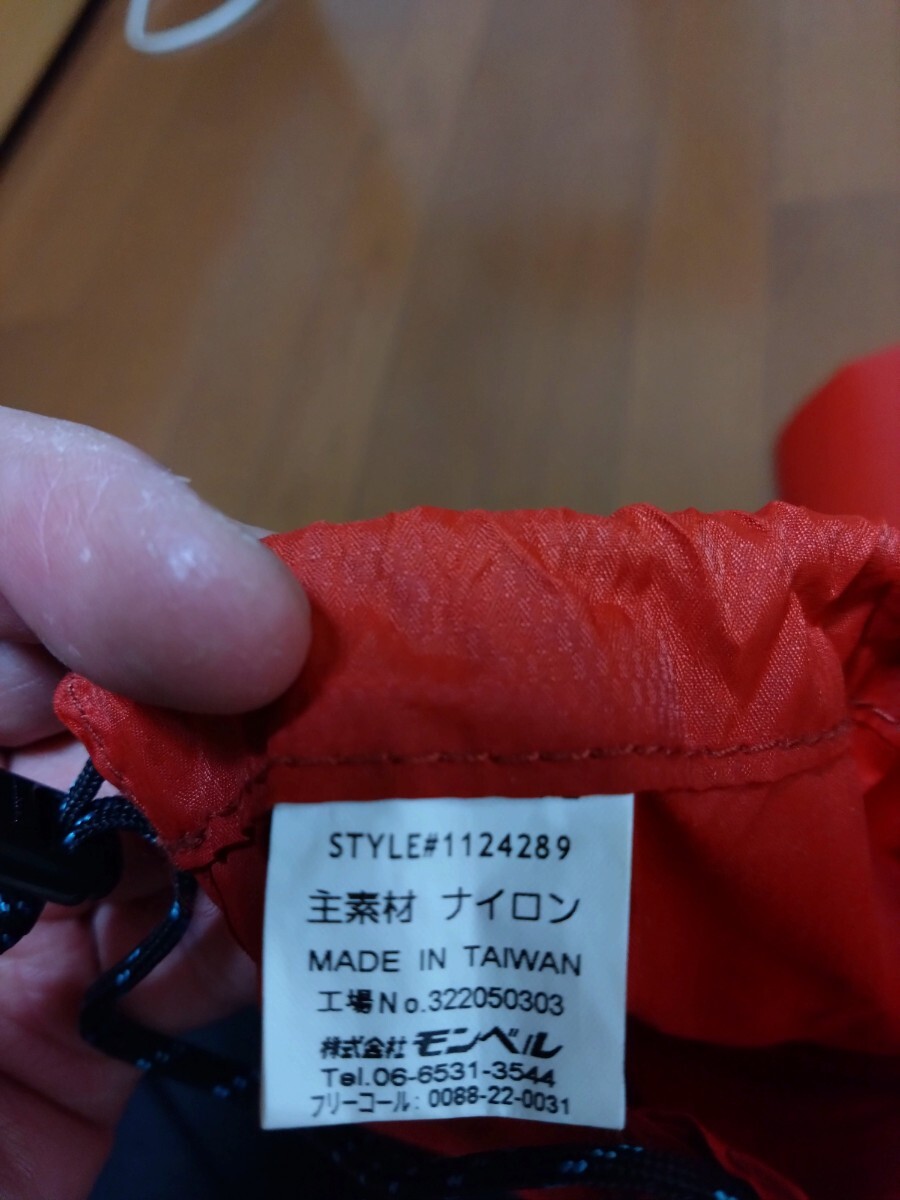 STYLE#1124289
主素材 ナイロン
MADE IN TAIWAN
工場No.322050303
株式会社 モンベル
Tel.06-6531-3544
フリーコール: 0088-22-0031